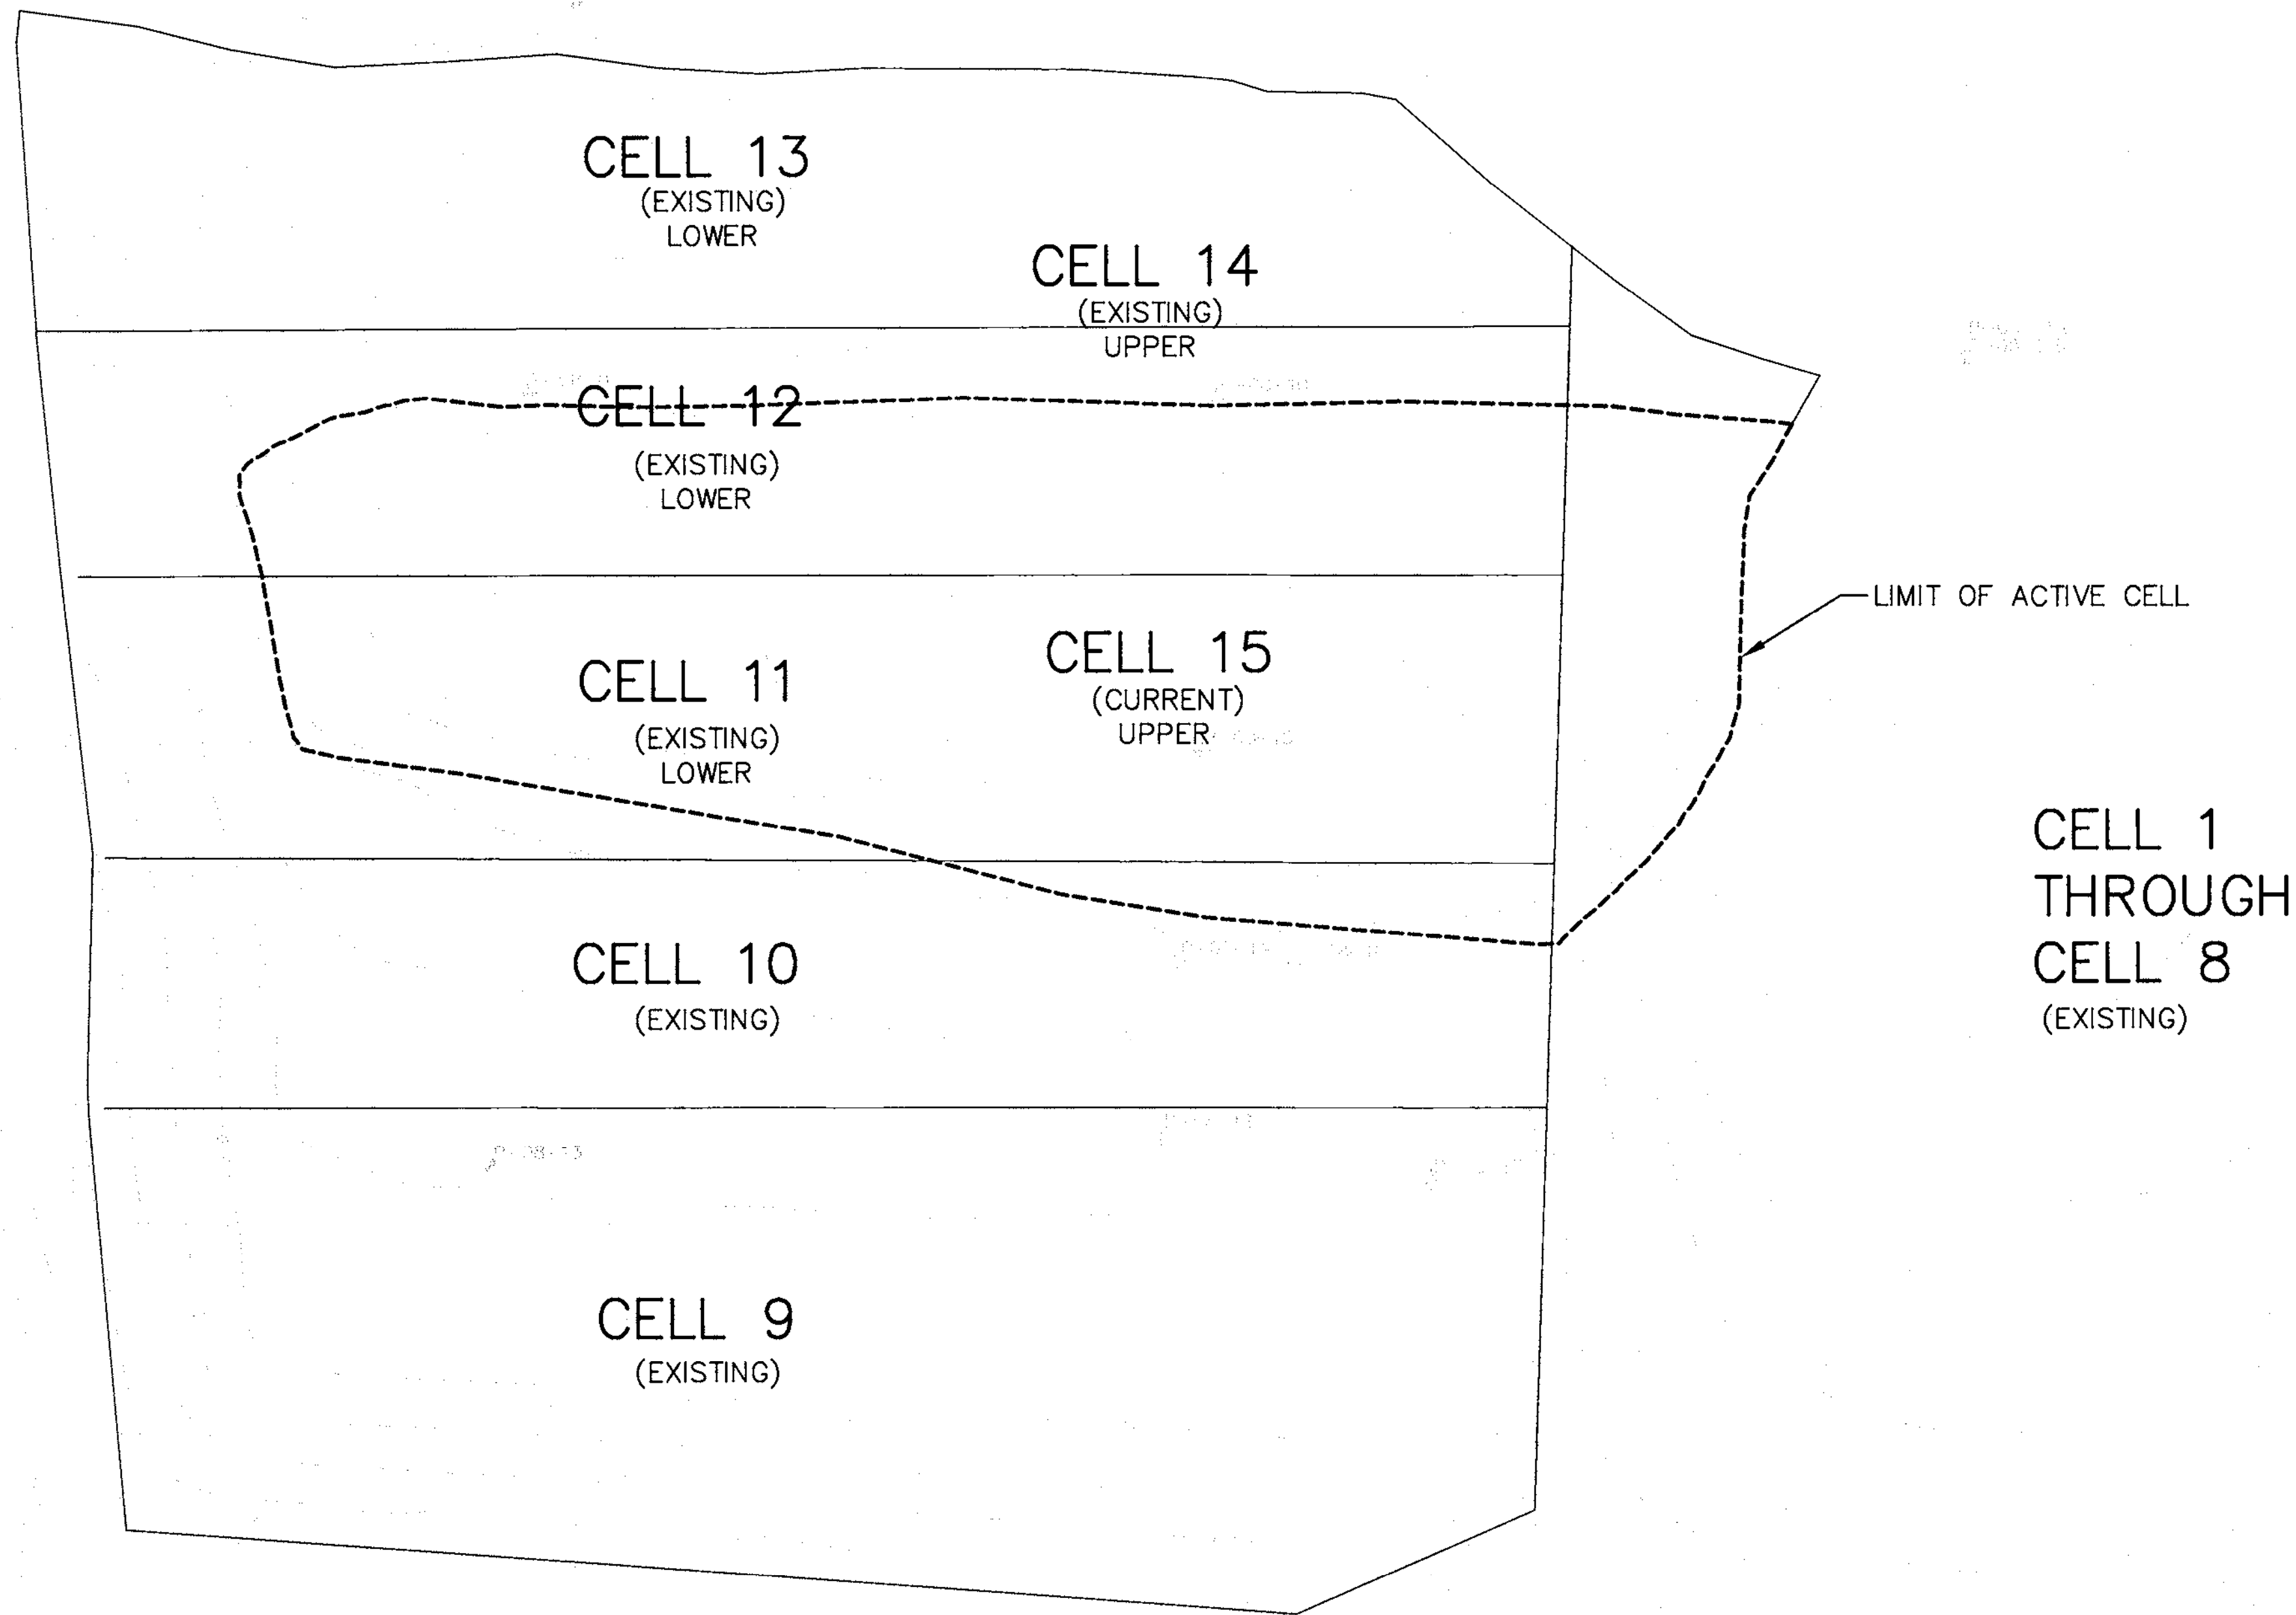 CELL 13
(EXISTING)
LOWER
CELL 14
(EXISTING)
UPPER
CELL 12
(EXISTING)
LOWER
LIMIT OF ACTIVE CELL
CELL 15
(CURRENT)
UPPER
CELL 11
(EXISTING)
LOWER
CELL 1
THROUGH
CELL 8
(EXISTING)
CELL 10
(EXISTING)
CELL 9
(EXISTING)